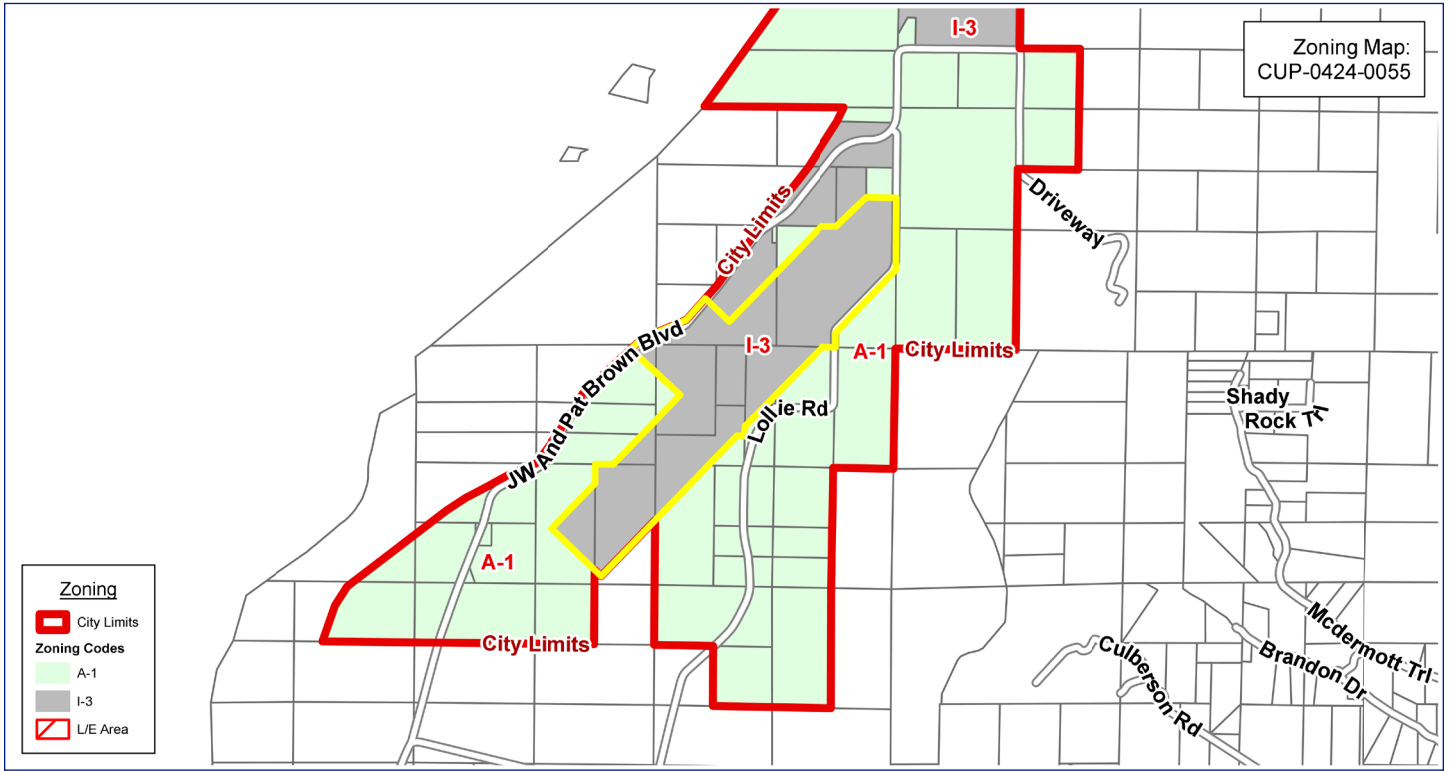 I-3
Zoning Map:
CUP-0424-0055
Driveway
City Limits
JW And Pat Brown Blvd
I-3
A-1
City Limits
Lollie Rd
Shady
Rock Trl
A-1
City Limits
Mcdermott Trl
Brandon Dr
Culberson Rd
Zoning
City Limits
Zoning Codes
A-1
I-3
L/E Area